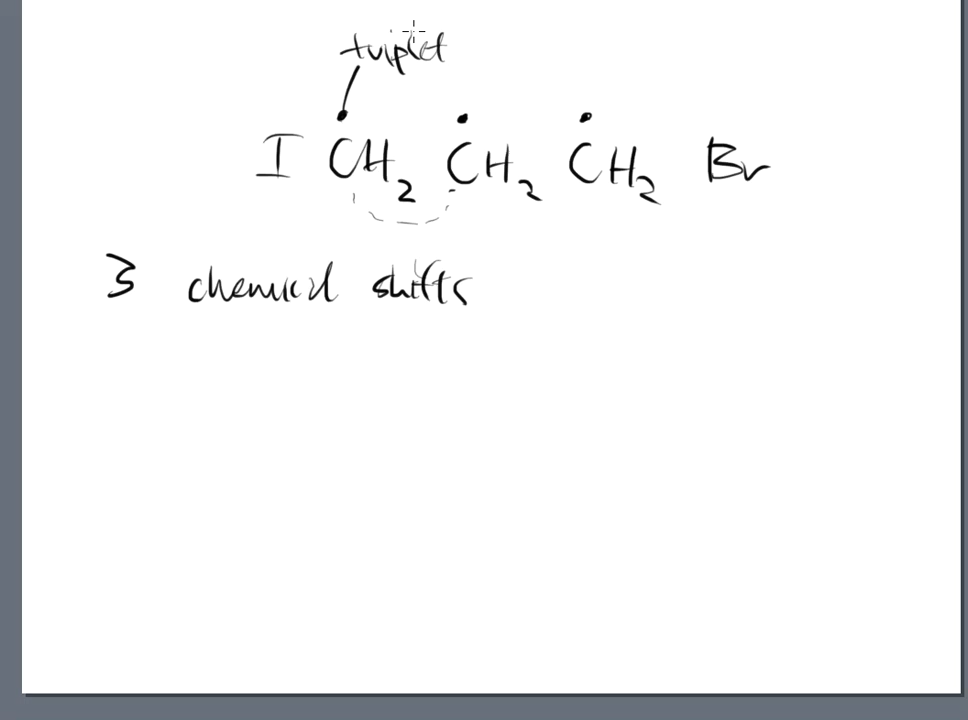 triplet
I CH₂ CH₂ CH₂ Br
3 chemical shifts